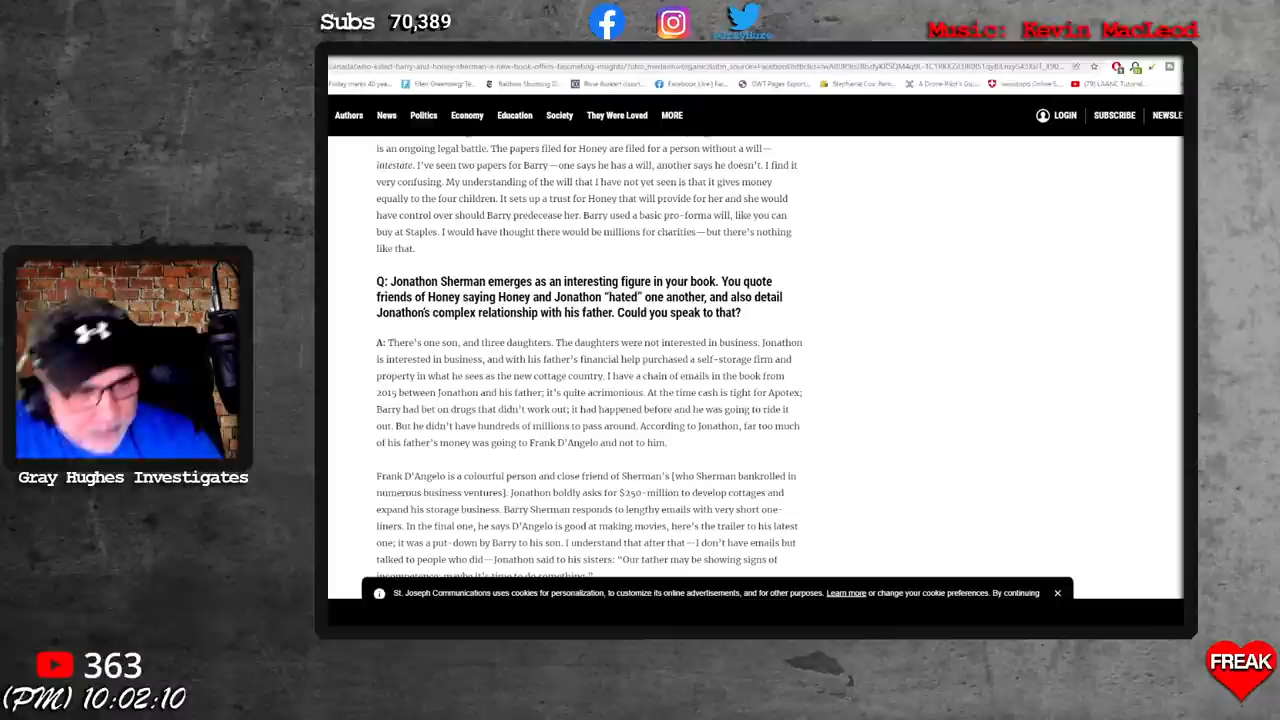 Subs 70,389
Music: Kevin MacLeod
Authors News Politics Economy Education Society They Were Loved MORE LOGIN SUBSCRIBE NEWSLE
is an ongoing legal battle. The papers filed for Honey are filed for a person without a will—
intestate. I've seen two papers for Barry—one says he has a will, another says he doesn't. I find it
very confusing. My understanding of the will that I have not yet seen is that it gives money
equally to the four children. It sets up a trust for Honey that will provide for her and she would
have control over should Barry predecease her. Barry used a basic pro-forma will, like you can
buy at Staples. I would have thought there would be millions for charities—but there's nothing
like that.
Q: Jonathon Sherman emerges as an interesting figure in your book. You quote
friends of Honey saying Honey and Jonathon "hated" one another, and also detail
Jonathon's complex relationship with his father. Could you speak to that?
A: There's one son, and three daughters. The daughters were not interested in business. Jonathon
is interested in business, and with his father's financial help purchased a self-storage firm and
property in what he sees as the new cottage country. I have a chain of emails in the book from
2015 between Jonathon and his father; it's quite acrimonious. At the time cash is tight for Apotex;
Barry had bet on drugs that didn't work out; it had happened before and he was going to ride it
out. But he didn't have hundreds of millions to pass around. According to Jonathon, far too much
of his father's money was going to Frank D'Angelo and not to him.
Frank D'Angelo is a colourful person and close friend of Sherman's [who Sherman bankrolled in
numerous business ventures]. Jonathon boldly asks for $250-million to develop cottages and
expand his storage business. Barry Sherman responds to lengthy emails with very short one-
liners. In the final one, he says D'Angelo is good at making movies, here's the trailer to his latest
one; it was a put-down by Barry to his son. I understand that after that—I don't have emails but
talked to people who did—Jonathon said to his sisters: "Our father may be showing signs of
incompetence; maybe it's time to do something."
St. Joseph Communications uses cookies for personalization, to customize its online advertisements, and for other purposes. Learn more or change your cookie preferences. By continuing
Gray Hughes Investigates
363
(PM) 10:02:10
FREAK